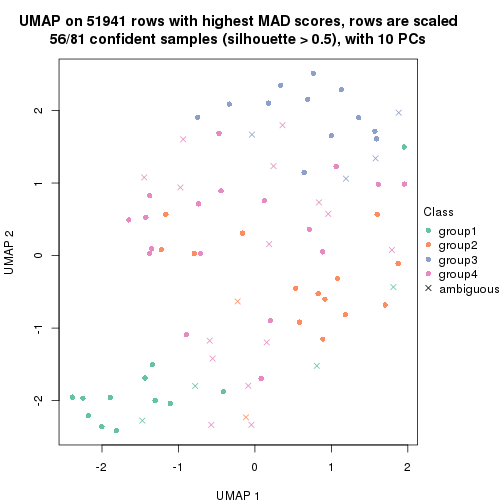 UMAP on 51941 rows with highest MAD scores, rows are scaled
56/81 confident samples (silhouette > 0.5), with 10 PCs
2
1
0
-1
-2
UMAP 2
-2
-1
0
1
2
UMAP 1
Class
group1
group2
group3
group4
ambiguous